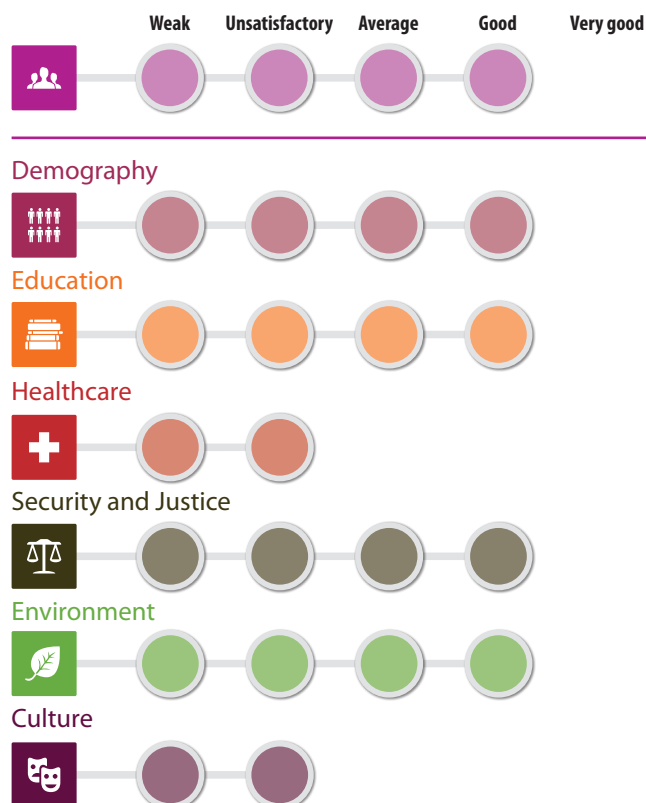 Weak Unsatisfactory Average Good Very good
Demography
Education
Healthcare
Security and Justice
Environment
Culture